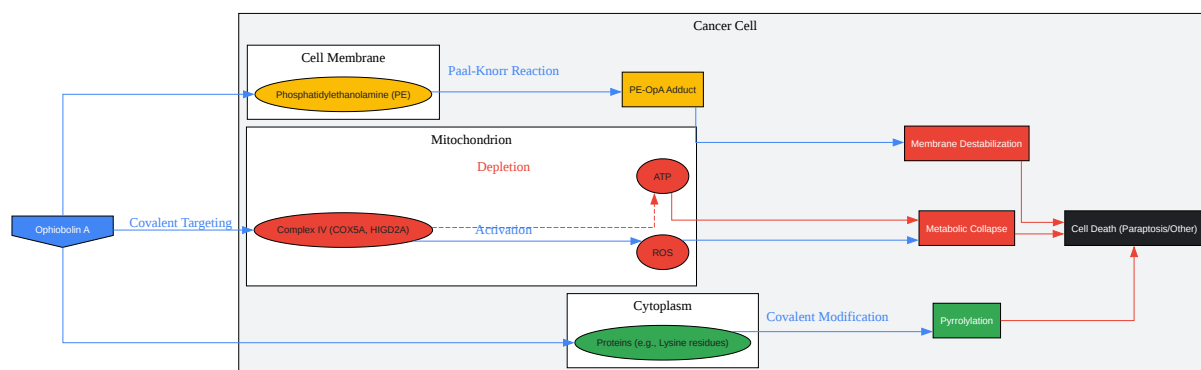 Cancer Cell
Cell Membrane
Paal-Knorr Reaction
Phosphatidylethanolamine (PE)
PE-OpA Adduct
Mitochondrion
Membrane Destabilization
Depletion
ATP
Ophiobolin A
Covalent Targeting
Complex IV (COX5A, HIGD2A)
Activation
Metabolic Collapse
Cell Death (Paraptosis/Other)
ROS
Cytoplasm
Covalent Modification
Pyrrolylation
Proteins (e.g., Lysine residues)